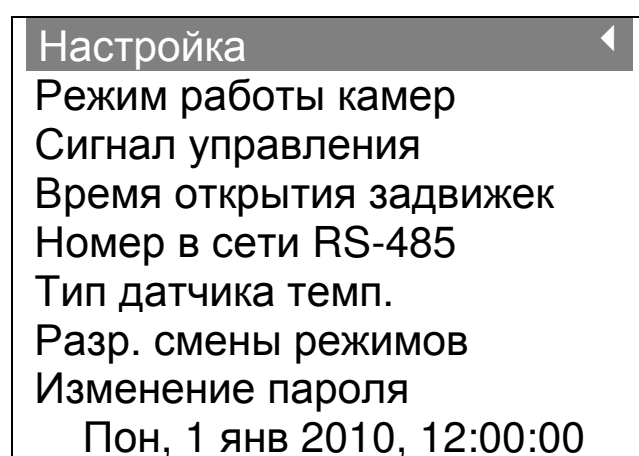 Настройка
Режим работы камер
Сигнал управления
Время открытия задвижек
Номер в сети RS-485
Тип датчика темп.
Разр. смены режимов
Изменение пароля
Пон, 1 янв 2010, 12:00:00